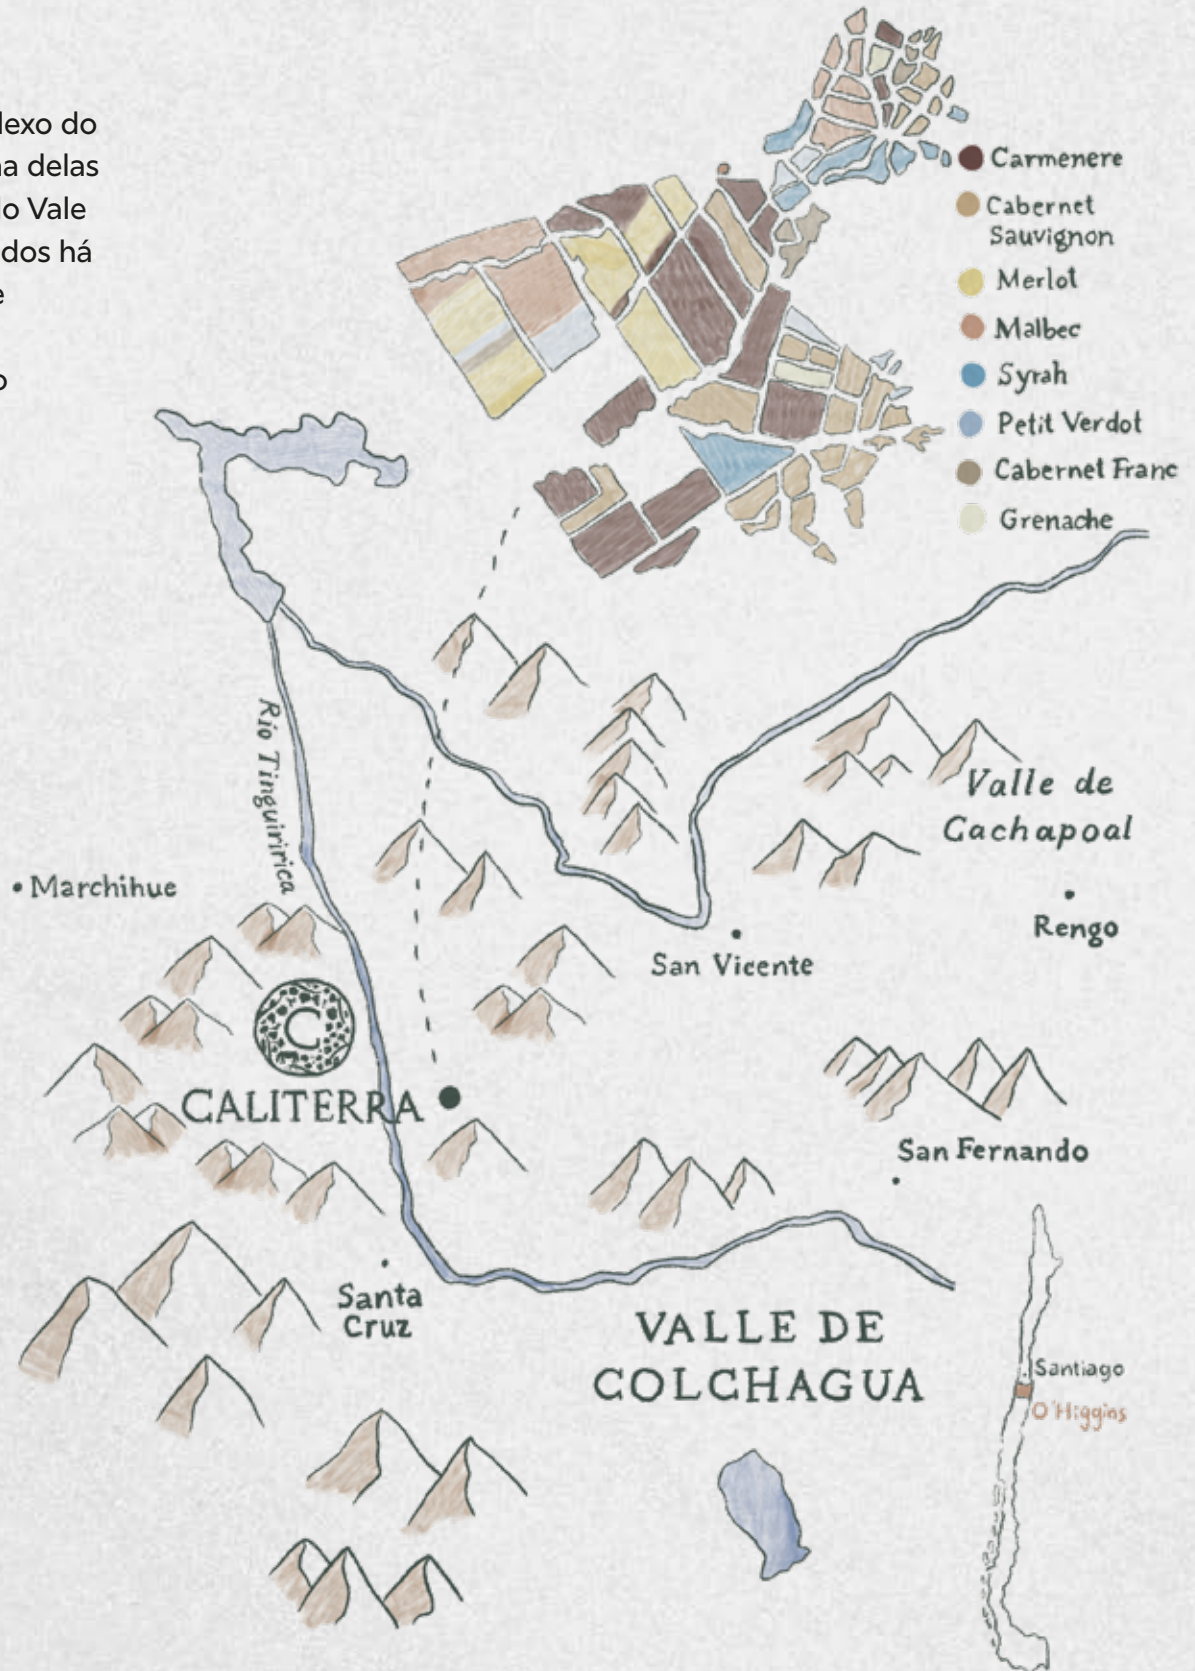 lexo do
a delas
lo Vale
dos há
e
o
Carmenere
Cabernet
Sauvignon
Merlot
Malbec
Syrah
Petit Verdot
Cabernet Franc
Grenache
Rio Tinguiririca
Valle de
Cachapoal
Marchihue
Rengo
San Vicente
C
CALITERRA
San Fernando
Santa
Cruz
VALLE DE
COLCHAGUA
Santiago
O'Higgins